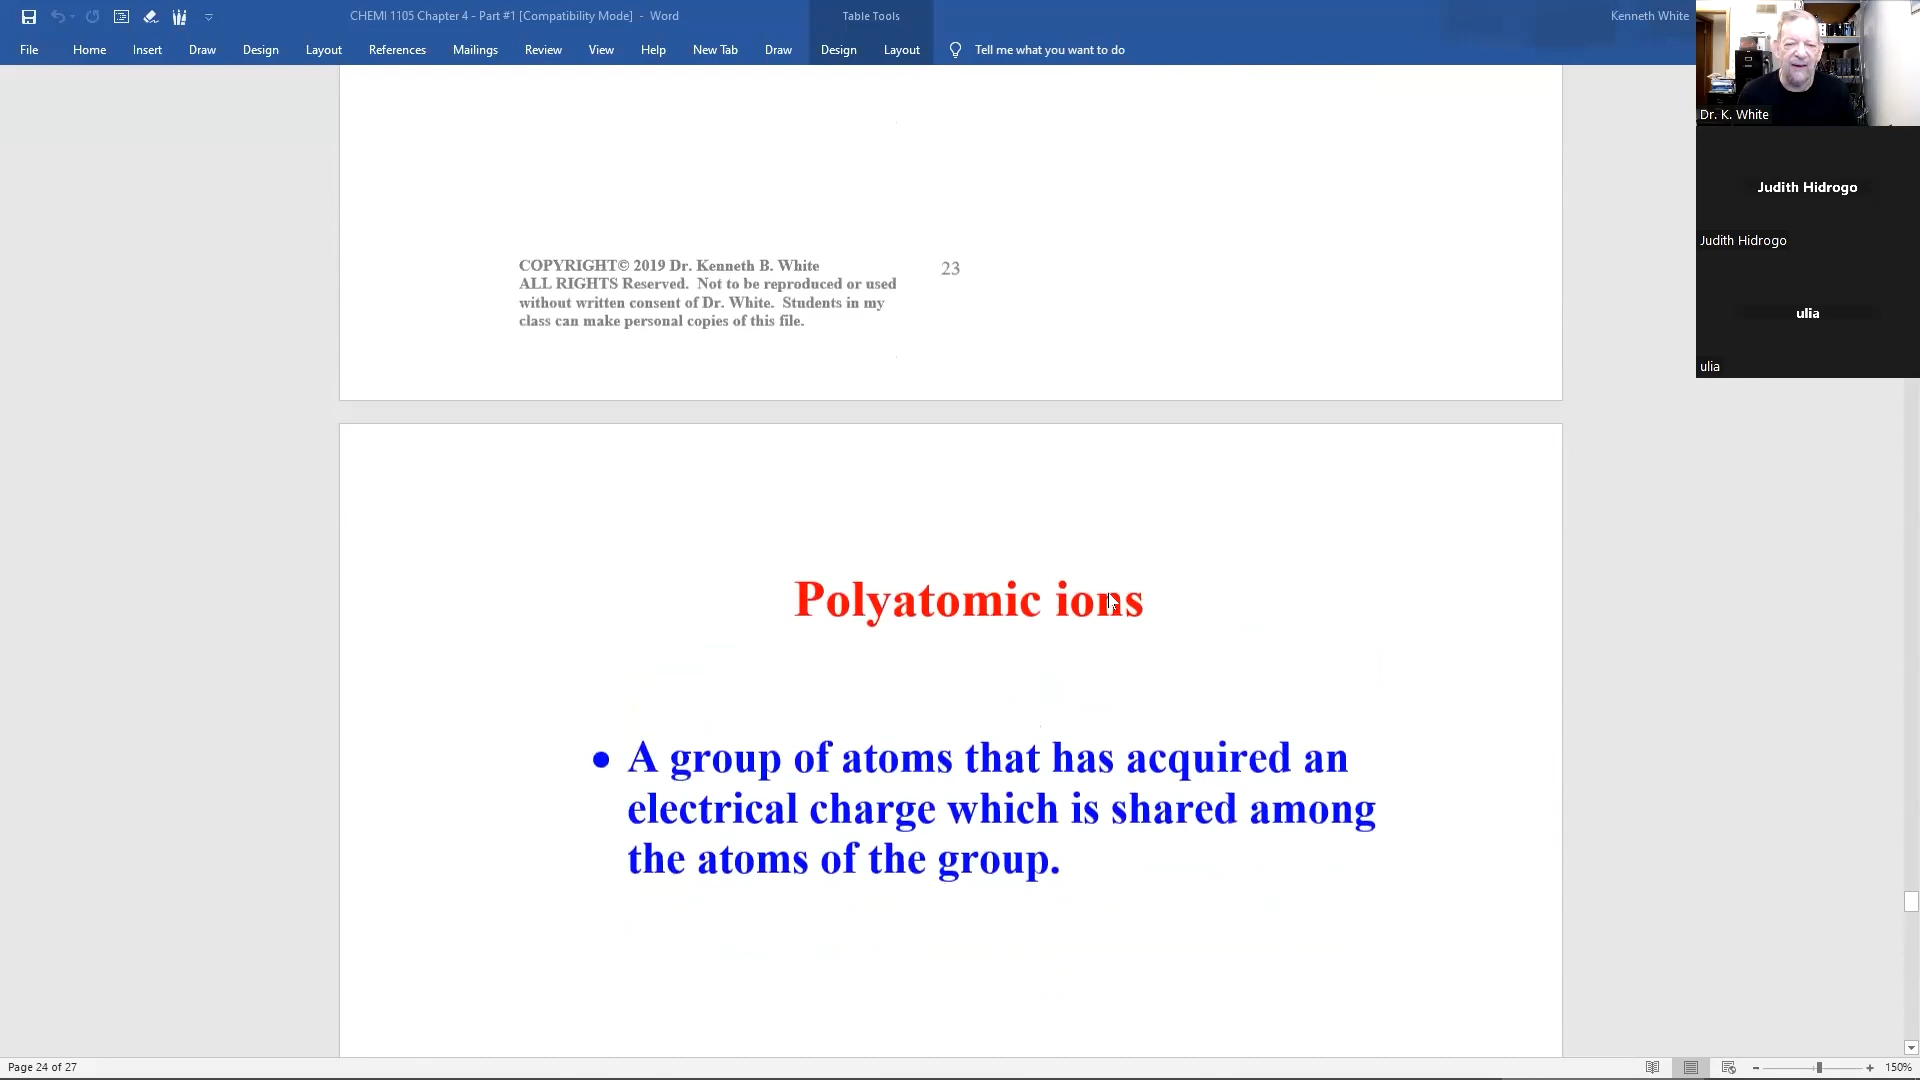 CHEMI 1105 Chapter 4 - Part #1 [Compatibility Mode] - Word
Table Tools
Kenneth White
File Home Insert Draw Design Layout References Mailings Review View Help New Tab Draw Design Layout Tell me what you want to do
Dr. K. White
Judith Hidrogo
Judith Hidrogo
ulia
ulia
COPYRIGHT© 2019 Dr. Kenneth B. White 23
ALL RIGHTS Reserved. Not to be reproduced or used
without written consent of Dr. White. Students in my
class can make personal copies of this file.
Polyatomic ions
• A group of atoms that has acquired an
electrical charge which is shared among
the atoms of the group.
Page 24 of 27
150%